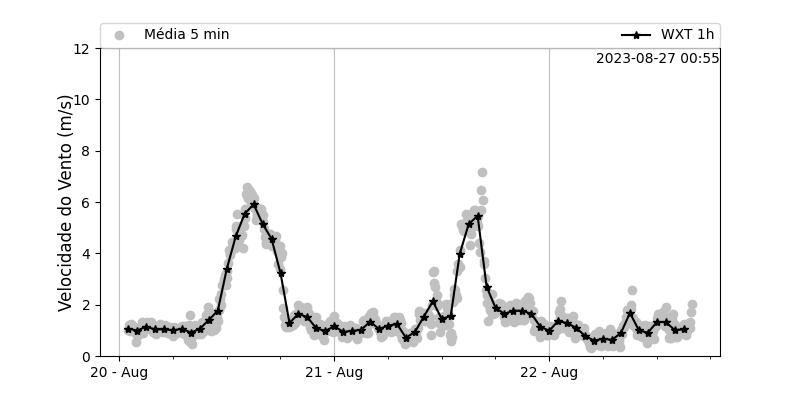 Média 5 min
WXT 1h
2023-08-27 00:55
Velocidade do Vento (m/s)
12
10
8
6
4
2
0
20 - Aug
21 - Aug
22 - Aug